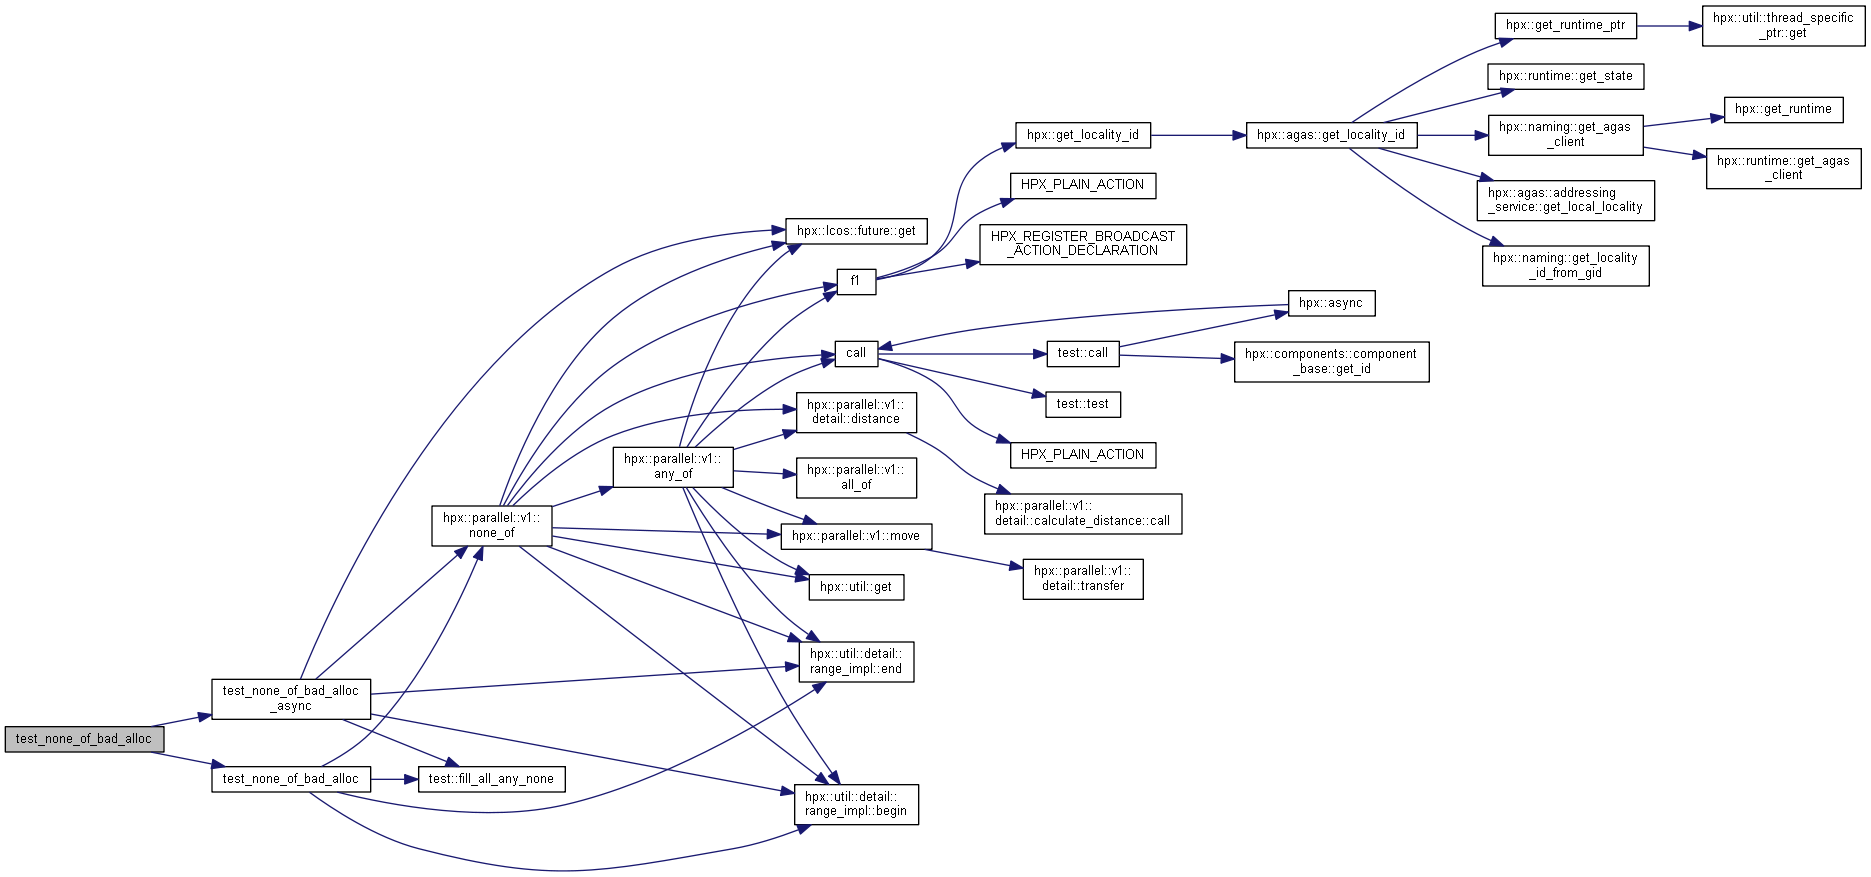 hpx::util::thread_specific
_ptr::get
hpx::get_runtime_ptr
hpx::runtime::get_state
hpx::get_runtime
hpx::get_locality_id
hpx::agas::get_locality_id
hpx::naming::get_agas
_client
hpx::runtime::get_agas
_client
HPX_PLAIN_ACTION
hpx::agas::addressing
_service::get_local_locality
hpx::lcos::future::get
HPX_REGISTER_BROADCAST
_ACTION_DECLARATION
hpx::naming::get_locality
_id_from_gid
f1
hpx::async
call
test::call
hpx::components::component
_base::get_id
hpx::parallel::v1::
detail::distance
test::test
hpx::parallel::v1::
any_of
hpx::parallel::v1::
all_of
HPX_PLAIN_ACTION
hpx::parallel::v1::
none_of
hpx::parallel::v1::move
hpx::parallel::v1::
detail::calculate_distance::call
hpx::util::get
hpx::parallel::v1::
detail::transfer
hpx::util::detail::
range_impl::end
test_none_of_bad_alloc
_async
test_none_of_bad_alloc
test_none_of_bad_alloc
test::fill_all_any_none
hpx::util::detail::
range_impl::begin